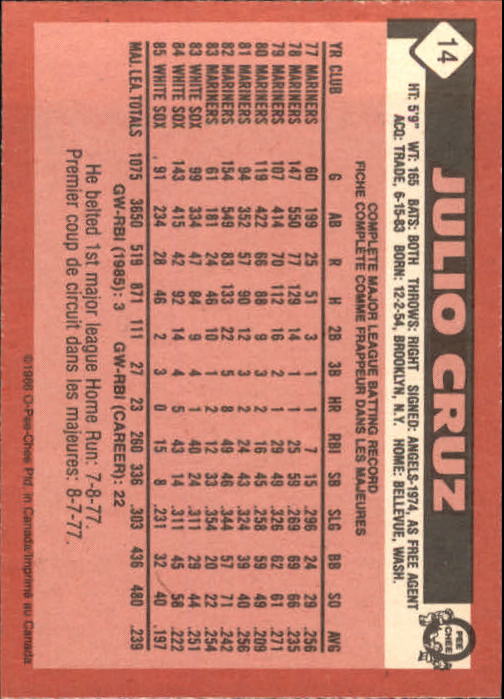 14
JULIO CRUZ
O PEE CHEE
HT: 5'9" WT: 165 BATS: BOTH THROWS: RIGHT SIGNED: ANGELS-1974, AS FREE AGENT
ACQ: TRADE, 6-15-83 BORN: 12-2-54, BROOKLYN, N.Y. HOME: BELLEVUE, WASH.
COMPLETE MAJOR LEAGUE BATTING RECORD
FICHE COMPLETE COMME FRAPPEUR DANS LES MAJEURES
YR CLUB G AB R H 2B 3B HR RBI SB SLG BB SO AVG
77 MARINERS 60 199 25 51 3 1 1 7 15 .296 24 29 .256
78 MARINERS 147 550 77 129 14 1 1 25 59 .269 69 66 .235
79 MARINERS 107 414 70 112 16 2 1 29 49 .326 62 61 .271
80 MARINERS 119 422 66 88 9 3 2 16 45 .258 59 49 .209
81 MARINERS 94 352 57 90 12 3 2 24 43 .324 39 40 .256
82 MARINERS 154 549 83 133 22 5 8 49 46 .344 57 71 .242
83 MARINERS 61 181 24 46 10 1 2 12 33 .354 20 22 .254
83 WHITE SOX 99 334 47 84 9 4 1 40 24 .311 29 44 .251
84 WHITE SOX 143 415 42 92 14 4 5 43 14 .311 45 58 .222
85 WHITE SOX 91 234 28 46 2 3 0 15 8 .231 32 40 .197
MAJ. LEA. TOTALS 1075 3650 519 871 111 27 23 260 336 .303 436 480 .239
GW-RBI (1985): 3 GW-RBI (CAREER): 22
He belted 1st major league Home Run: 7-8-77.
Premier coup de circuit dans les majeures: 8-7-77.
©1986 O-Pee-Chee Ptd. in Canada/Imprimé au Canada